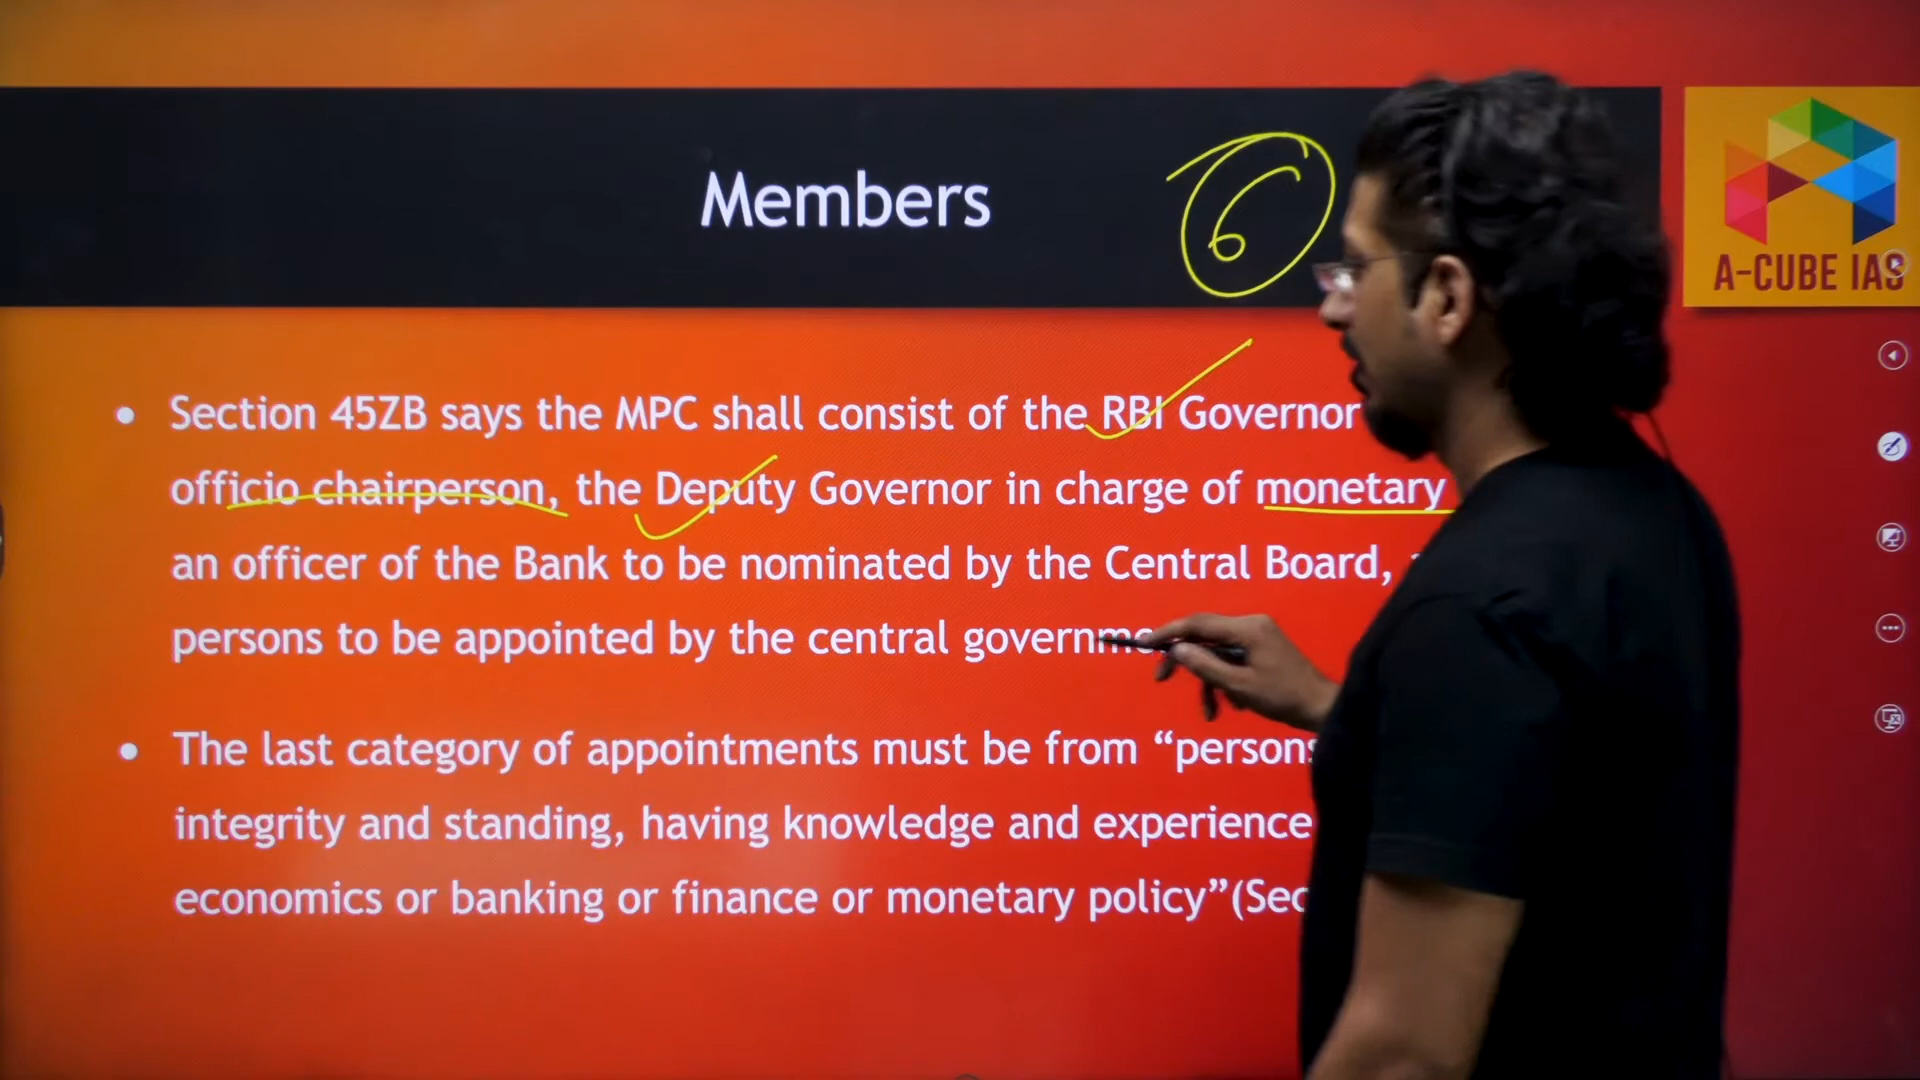 Members
6
A-CUBE IAS
Section 45ZB says the MPC shall consist of the RBI Governor
officio chairperson, the Deputy Governor in charge of monetary
an officer of the Bank to be nominated by the Central Board,
persons to be appointed by the central
The last category of appointments must be from “persons
integrity and standing, having knowledge and experience
economics or banking or finance or monetary policy”(Sec